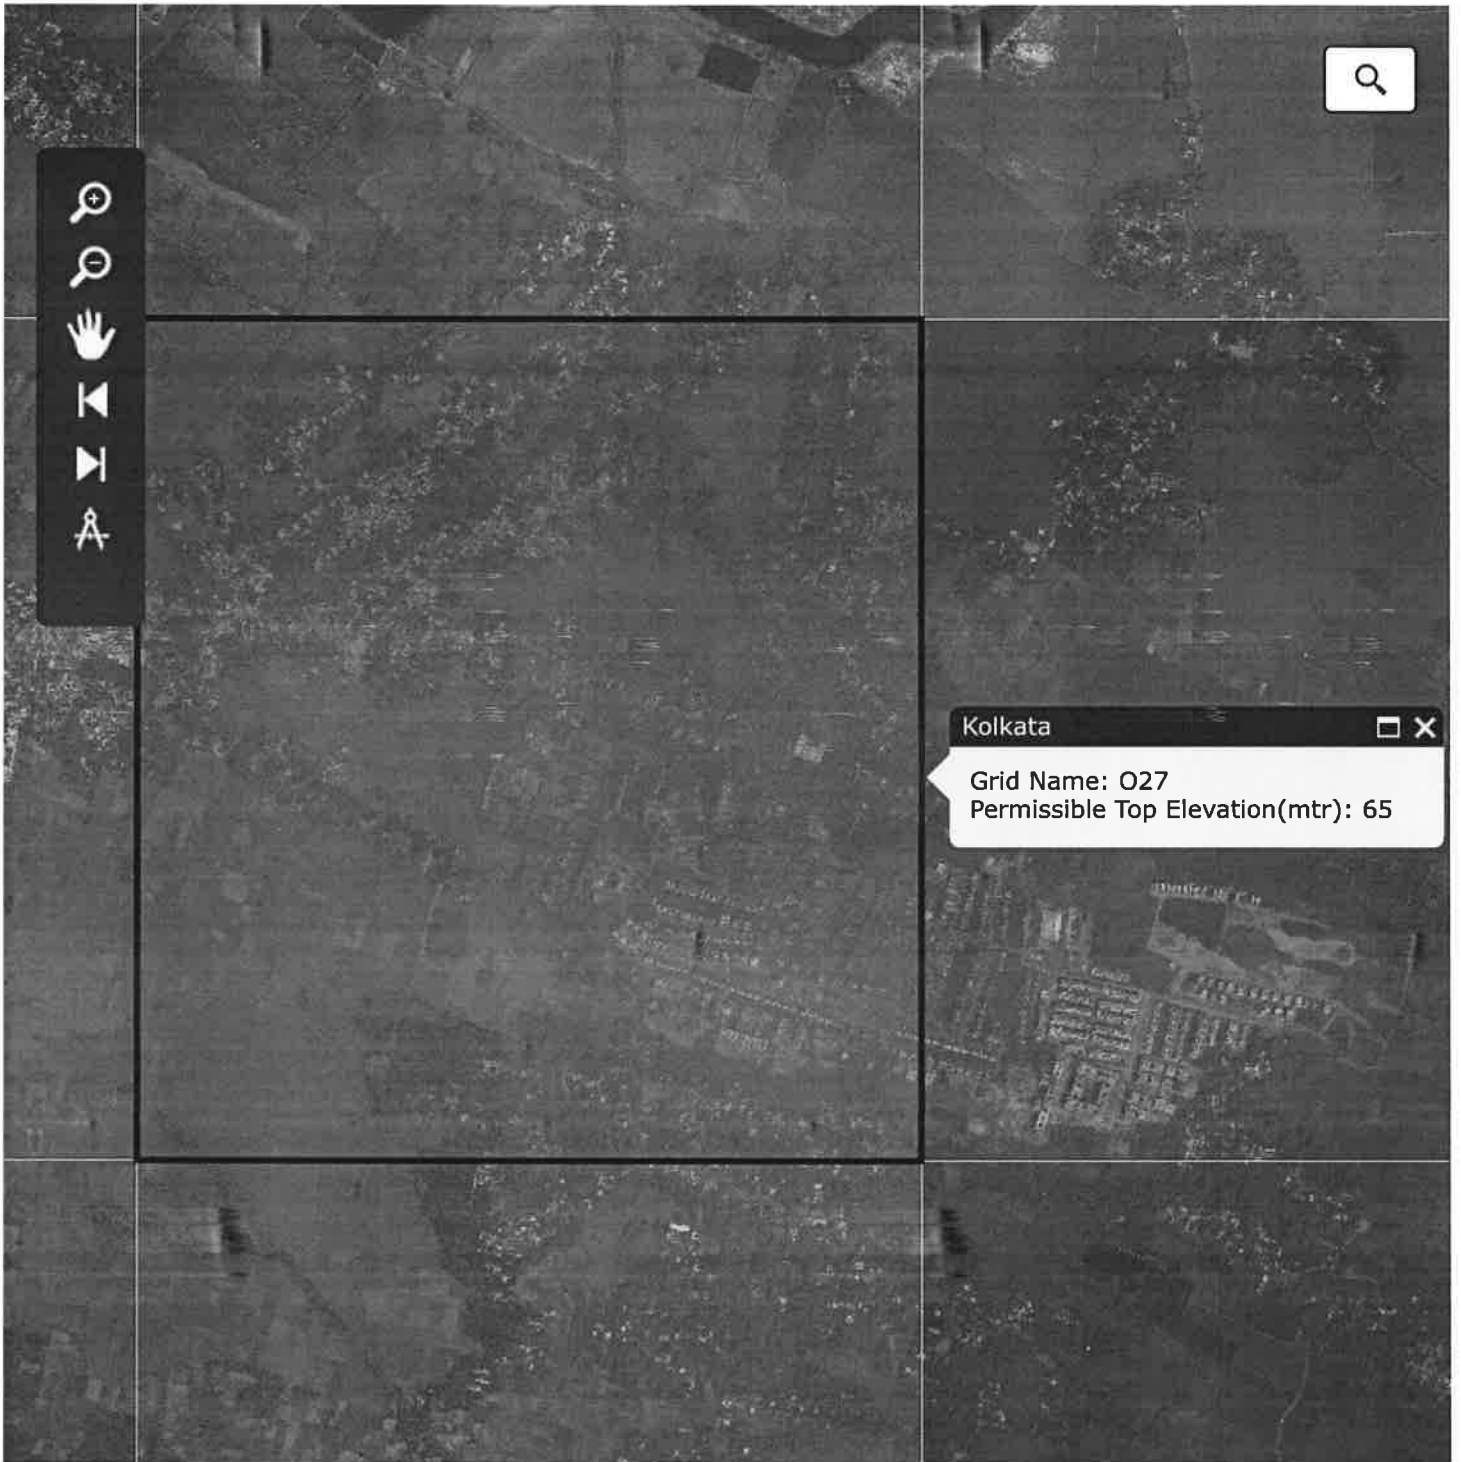 Kolkata
Grid Name: O27
Permissible Top Elevation(mtr): 65